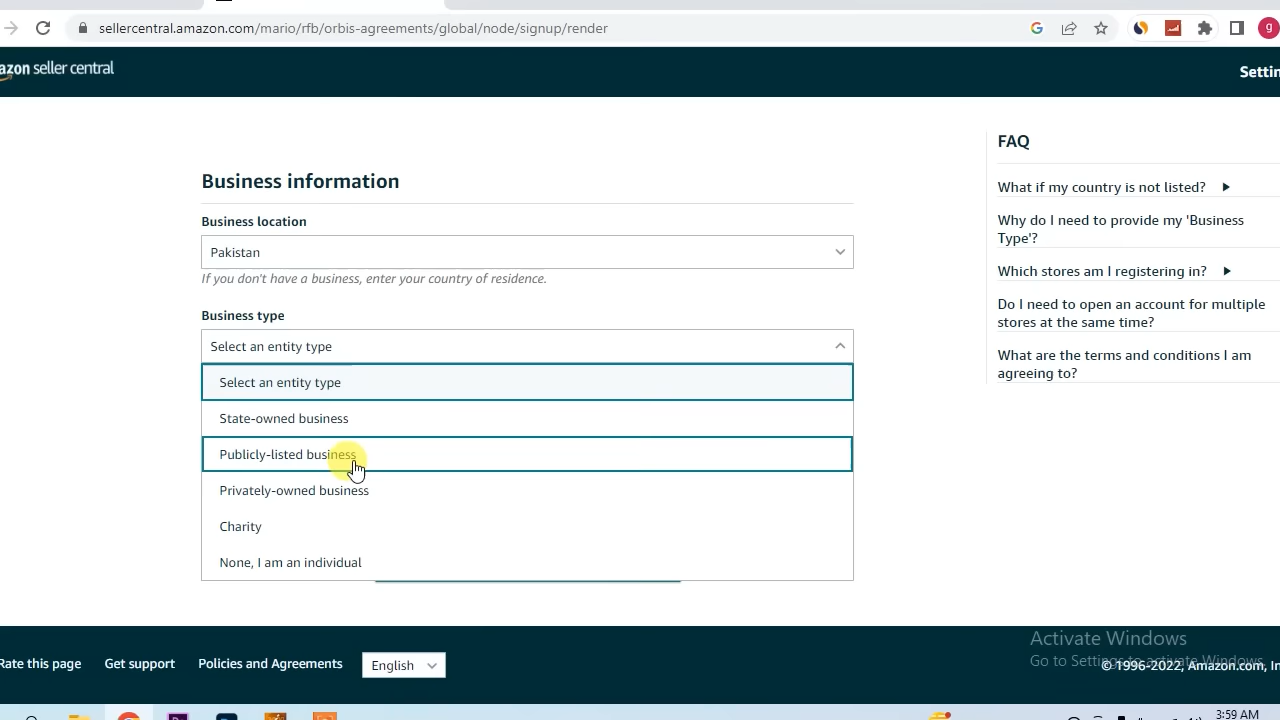 sellercentral.amazon.com/mario/rfb/orbis-agreements/global/node/signup/render
g
azon seller central
Settin
Business information
Business location
Pakistan
If you don't have a business, enter your country of residence.
Business type
Select an entity type
Select an entity type
State-owned business
Publicly-listed business
Privately-owned business
Charity
None, I am an individual
FAQ
What if my country is not listed?
Why do I need to provide my 'Business
Type'?
Which stores am I registering in?
Do I need to open an account for multiple
stores at the same time?
What are the terms and conditions I am
agreeing to?
Activate Windows
Go to Settings to activate Windows.
Rate this page
Get support
Policies and Agreements
English
© 1996-2022, Amazon.com, In
3:59 AM